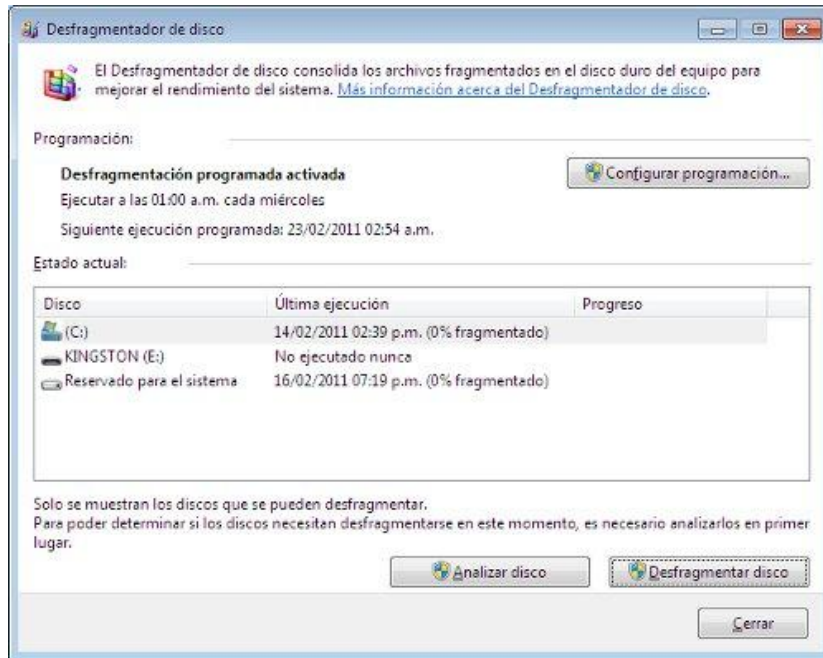 Desfragmentador de disco
El Desfragmentador de disco consolida los archivos fragmentados en el disco duro del equipo para
mejorar el rendimiento del sistema. Más información acerca del Desfragmentador de disco.
Programación:
Desfragmentación programada activada
Configurar programación...
Ejecutar a las 01:00 a.m. cada miércoles
Siguiente ejecución programada: 23/02/2011 02:54 a.m.
Estado actual:
Disco Última ejecución Progreso
(C:) 14/02/2011 02:39 p.m. (0% fragmentado)
KINGSTON (E:) No ejecutado nunca
Reservado para el sistema 16/02/2011 07:19 p.m. (0% fragmentado)
Solo se muestran los discos que se pueden desfragmentar.
Para poder determinar si los discos necesitan desfragmentarse en este momento, es necesario analizarlos en primer
lugar.
Analizar disco Desfragmentar disco
Cerrar